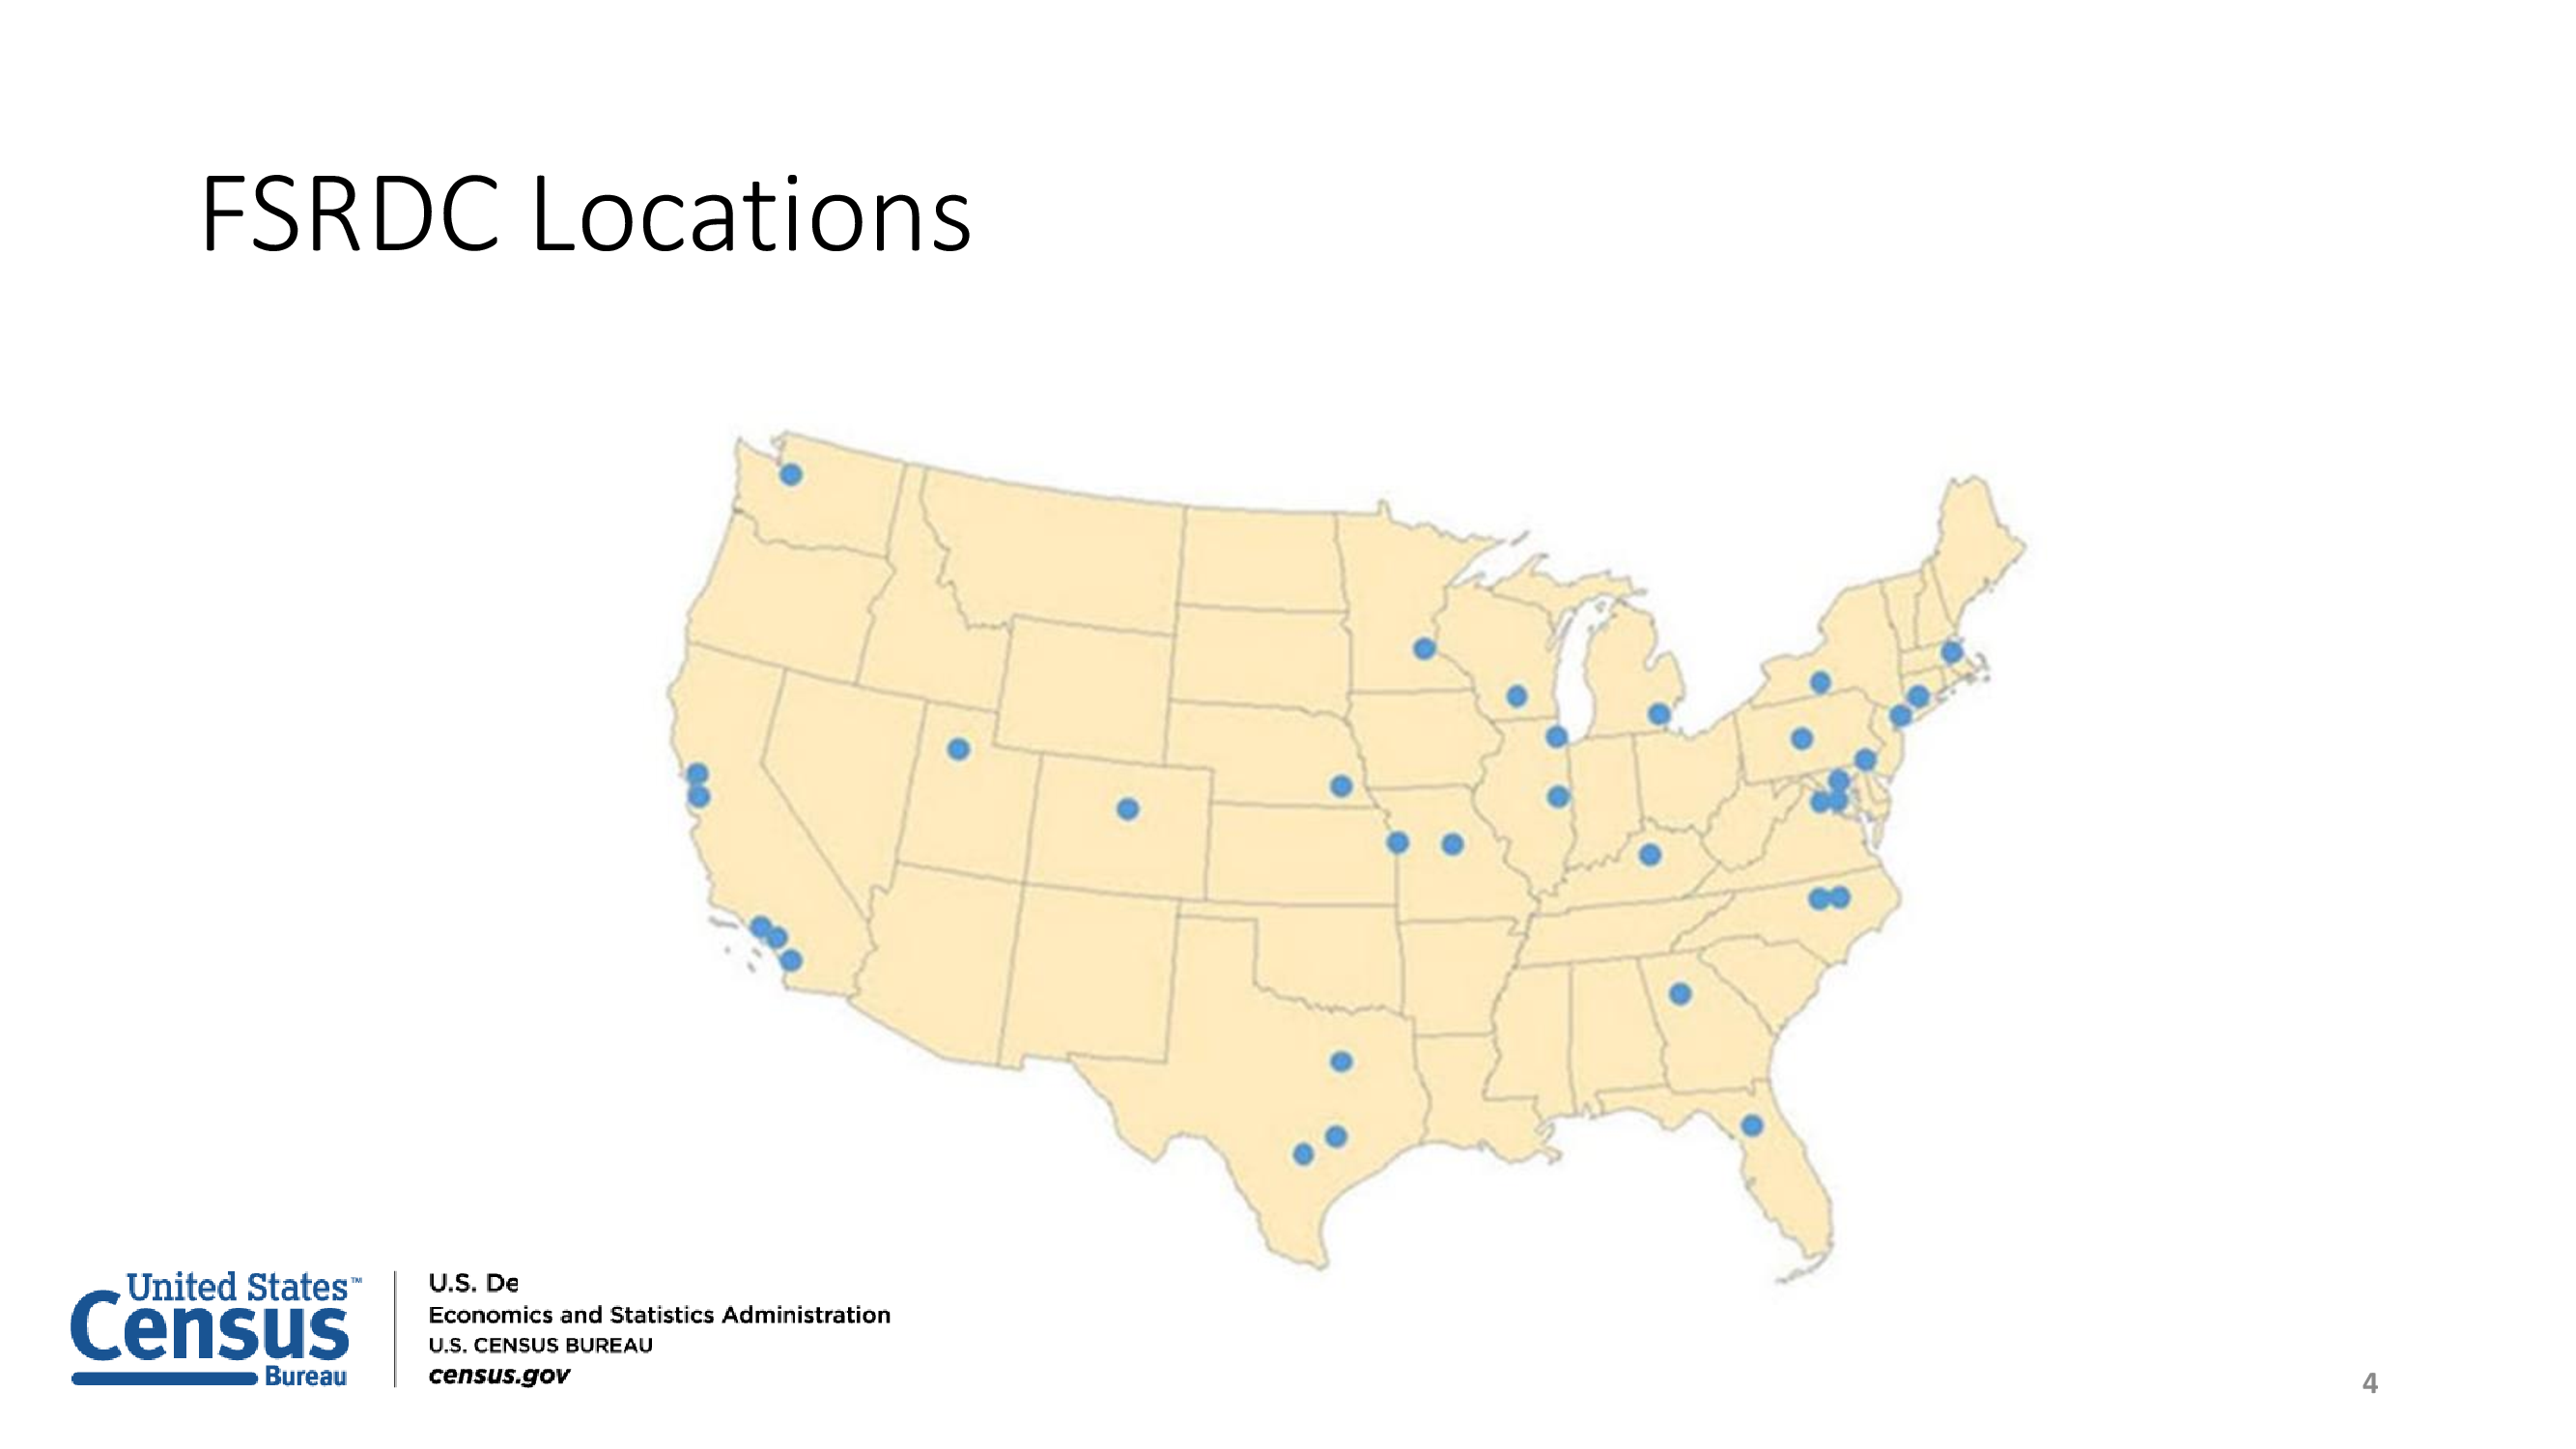 FSRDC Locations
United States™
Census
Bureau
U.S. De
Economics and Statistics Administration
U.S. CENSUS BUREAU
census.gov
4